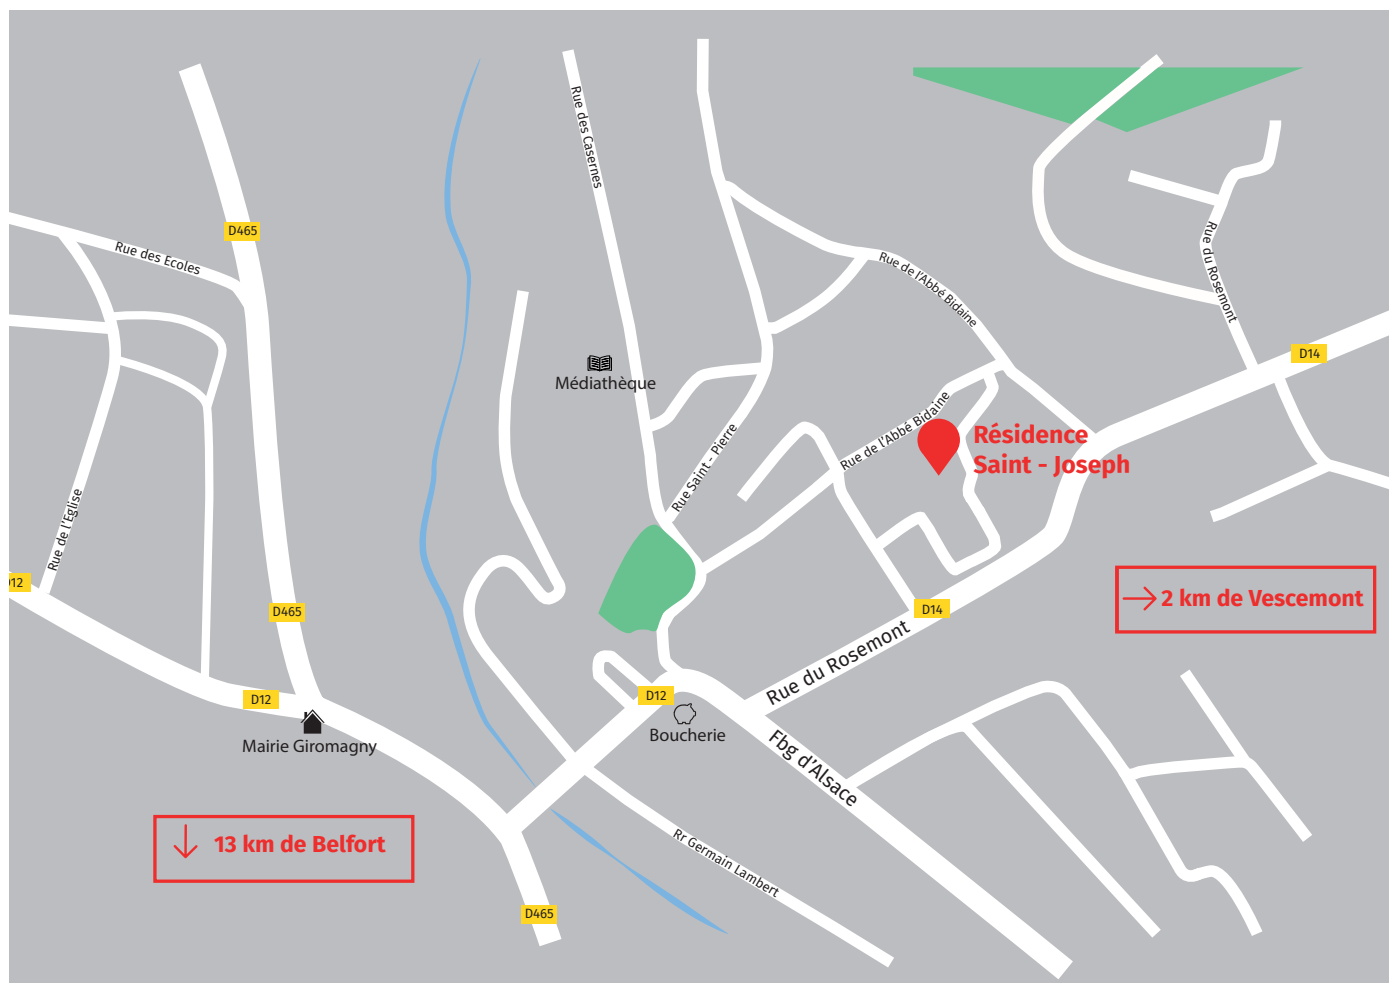 Rue des Casernes
D465
Rue des Ecoles
Rue de l'Abbé Bidaine
Rue du Rosemont
D14
Médiathèque
Rue de l'Abbé Bidaine
Résidence
Saint - Joseph
Rue Saint - Pierre
Rue de l'Eglise
D12
D465
D14
2 km de Vescemont
Rue du Rosemont
D12
D12
Boucherie
Mairie Giromagny
Fbg d'Alsace
13 km de Belfort
Rr Germain Lambert
D465